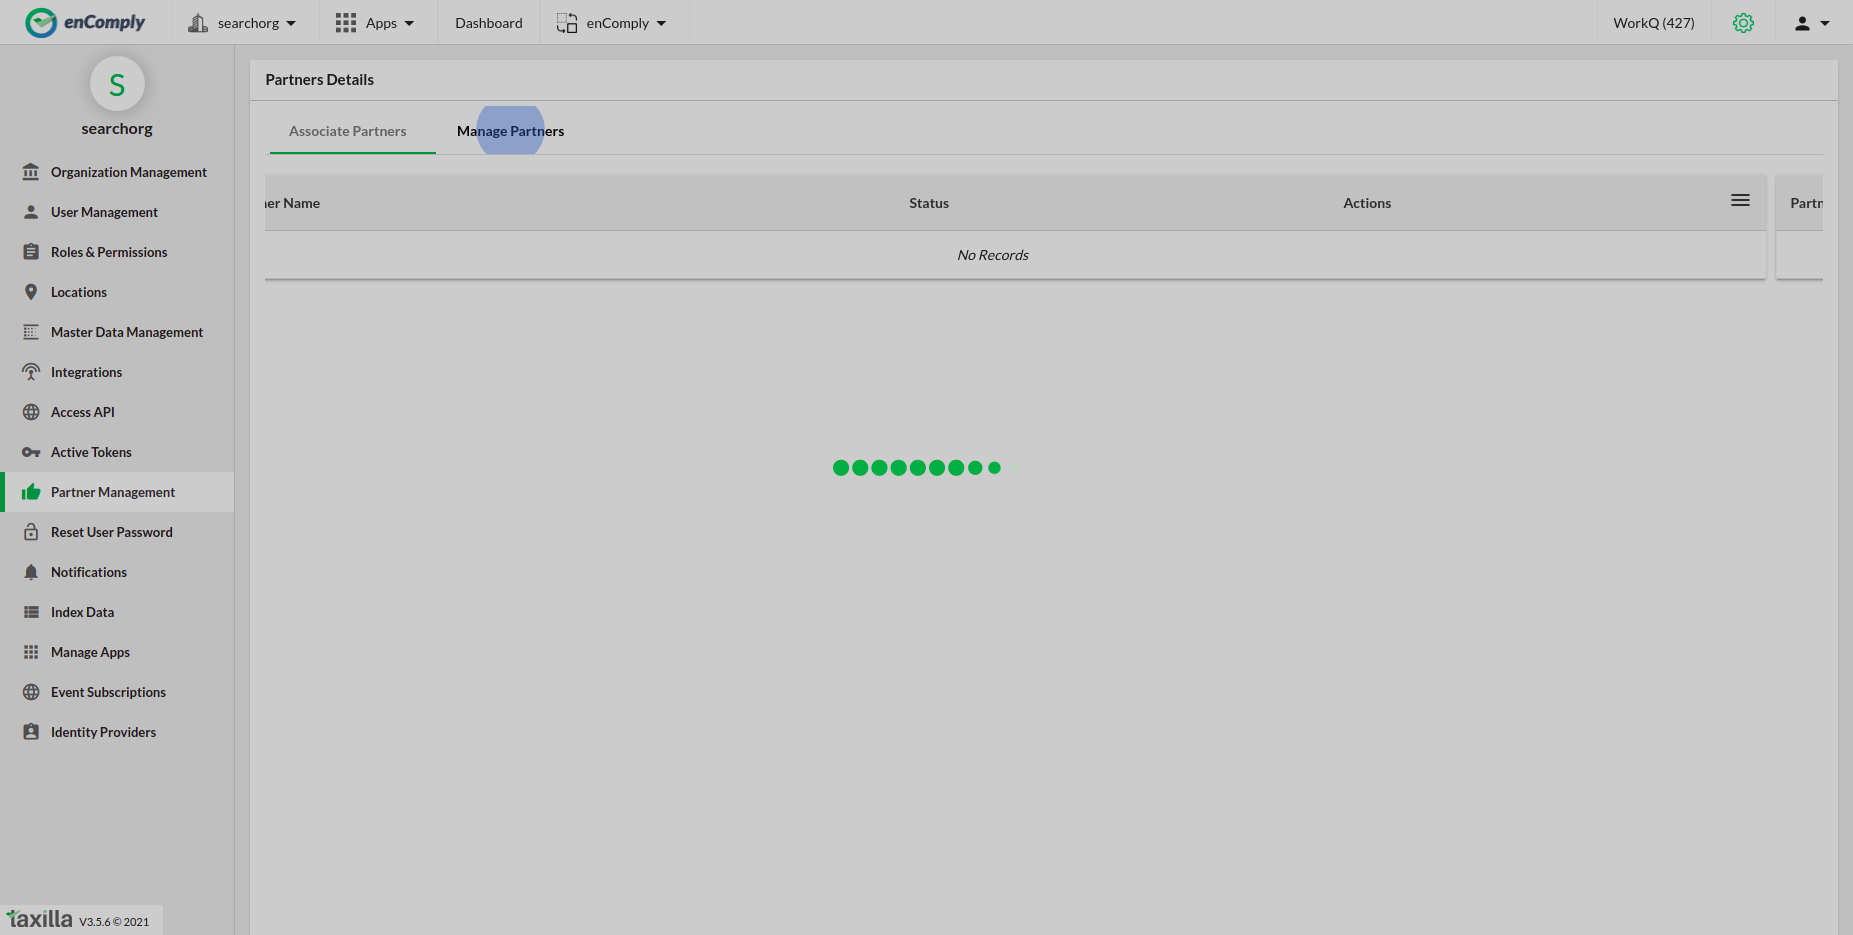 enComply
searchorg
Apps
Dashboard
enComply
WorkQ (427)
S
searchorg
Organization Management
User Management
Roles & Permissions
Locations
Master Data Management
Integrations
Access API
Active Tokens
Partner Management
Reset User Password
Notifications
Index Data
Manage Apps
Event Subscriptions
Identity Providers
taxilla V3.5.6 © 2021
Partners Details
Associate Partners
Manage Partners
er Name
Status
Actions
Partn
No Records